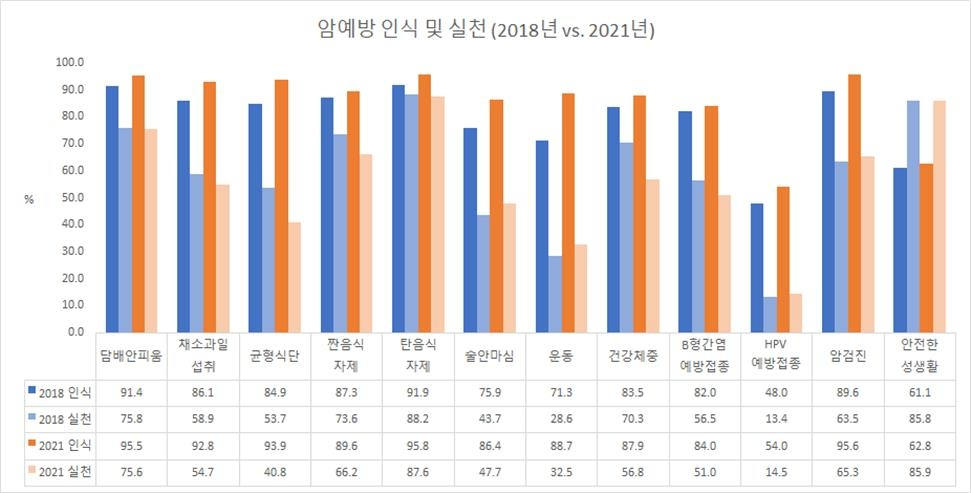 암예방 인식 및 실천 (2018년 vs. 2021년)
100.0
90.0
80.0
70.0
60.0
50.0
40.0
30.0
20.0
10.0
0.0
%
담배안피움 채소과일 섭취 균형식단 짠음식 자제 탄음식 자제 술안마심 운동 건강체중 B형간염 예방접종 HPV 예방접종 암검진 안전한 성생활
2018 인식 91.4 86.1 84.9 87.3 91.9 75.9 71.3 83.5 82.0 48.0 89.6 61.1
2018 실천 75.8 58.9 53.7 73.6 88.2 43.7 28.6 70.3 56.5 13.4 63.5 85.8
2021 인식 95.5 92.8 93.9 89.6 95.8 86.4 88.7 87.9 84.0 54.0 95.6 62.8
2021 실천 75.6 54.7 40.8 66.2 87.6 47.7 32.5 56.8 51.0 14.5 65.3 85.9